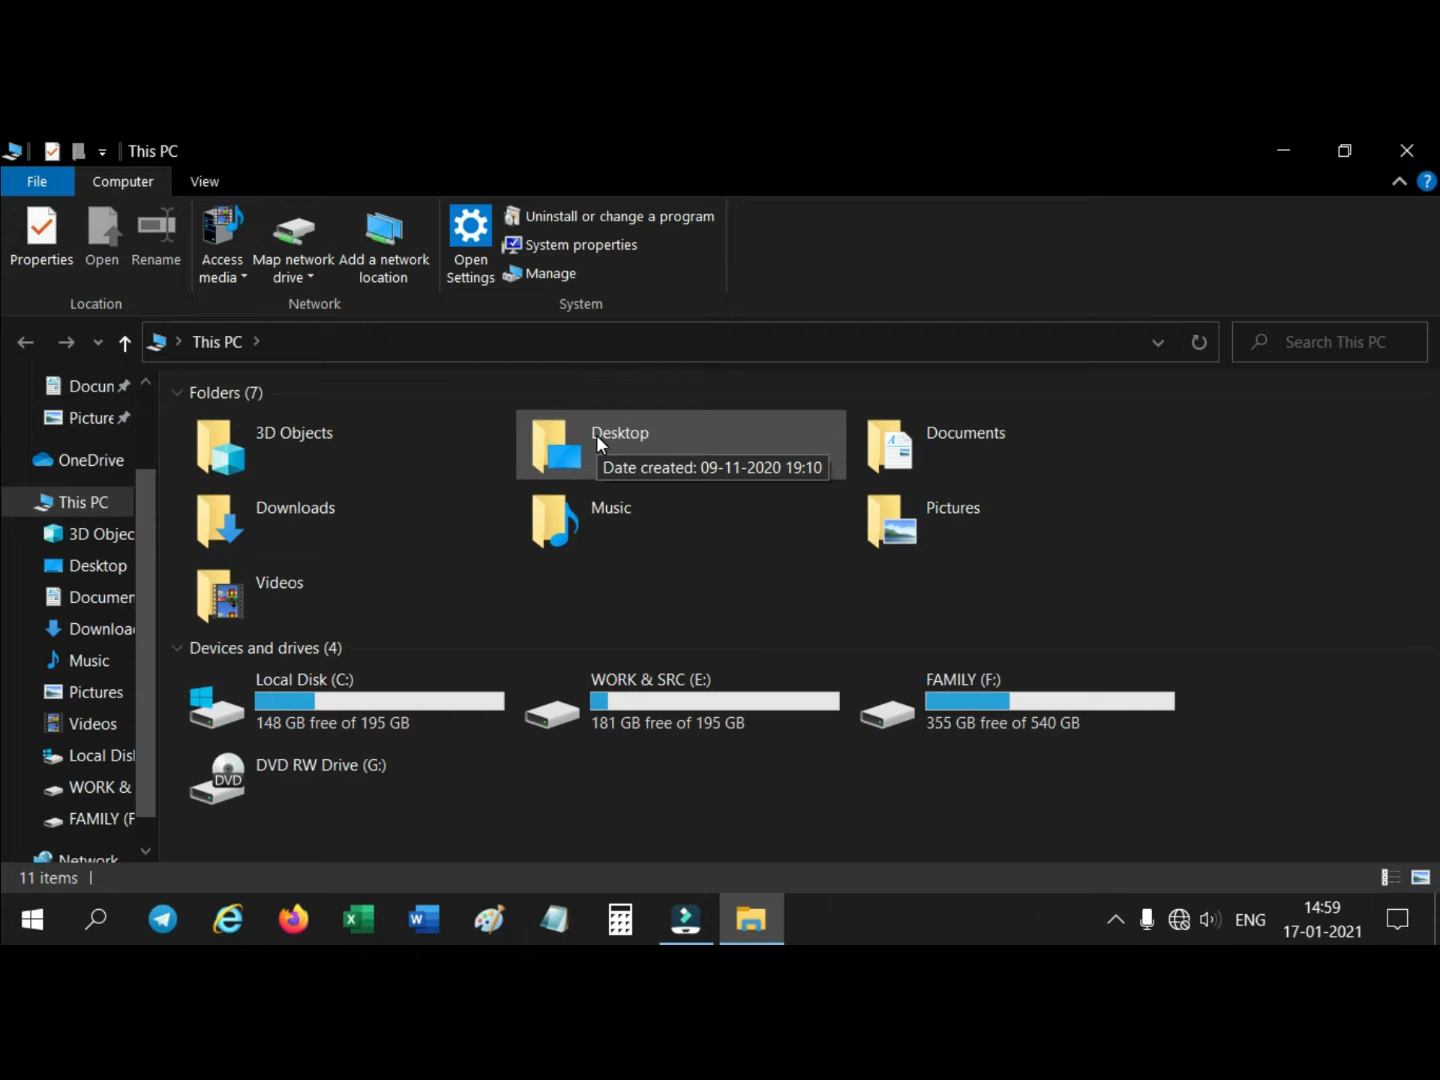 This PC
File Computer View
Properties Open Rename Access media Map network drive Add a network location Open Settings
Uninstall or change a program
System properties
Manage
Location Network System
This PC
Search This PC
Docun
Picture
OneDrive
This PC
3D Objec
Desktop
Documer
Downloa
Music
Pictures
Videos
Local Dis
WORK &
FAMILY (F
Network
Folders (7)
3D Objects
Desktop
Date created: 09-11-2020 19:10
Documents
Downloads
Music
Pictures
Videos
Devices and drives (4)
Local Disk (C:)
148 GB free of 195 GB
WORK & SRC (E:)
181 GB free of 195 GB
FAMILY (F:)
355 GB free of 540 GB
DVD
DVD RW Drive (G:)
11 items
ENG
14:59
17-01-2021